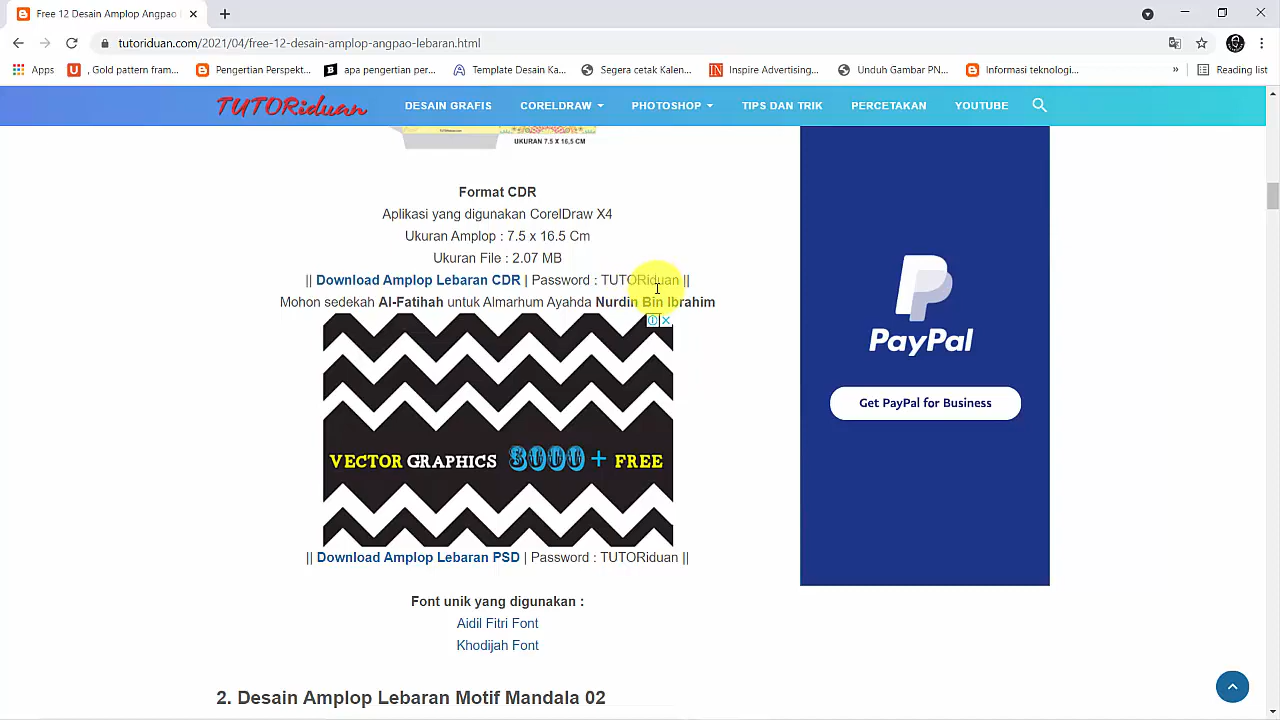 Free 12 Desain Amplop Angpao
tutoriduan.com/2021/04/free-12-desain-amplop-angpao-lebaran.html
Apps
, Gold pattern fram...
Pengertian Perspekt...
apa pengertian per...
Template Desain Ka...
Segera cetak Kalen...
Inspire Advertising...
Unduh Gambar PN...
Informasi teknologi...
»
Reading list
TUTORiduan
DESAIN GRAFIS
CORELDRAW
PHOTOSHOP
TIPS DAN TRIK
PERCETAKAN
YOUTUBE
UKURAN 7.5 X 16,5 CM
Format CDR
Aplikasi yang digunakan CorelDraw X4
Ukuran Amplop : 7.5 x 16.5 Cm
Ukuran File : 2.07 MB
|| Download Amplop Lebaran CDR | Password : TUTORiduan ||
Mohon sedekah Al-Fatihah untuk Almarhum Ayahda Nurdin Bin Ibrahim
VECTOR GRAPHICS 3000 + FREE
|| Download Amplop Lebaran PSD | Password : TUTORiduan ||
Font unik yang digunakan :
Aidil Fitri Font
Khodijah Font
2. Desain Amplop Lebaran Motif Mandala 02
PayPal
Get PayPal for Business